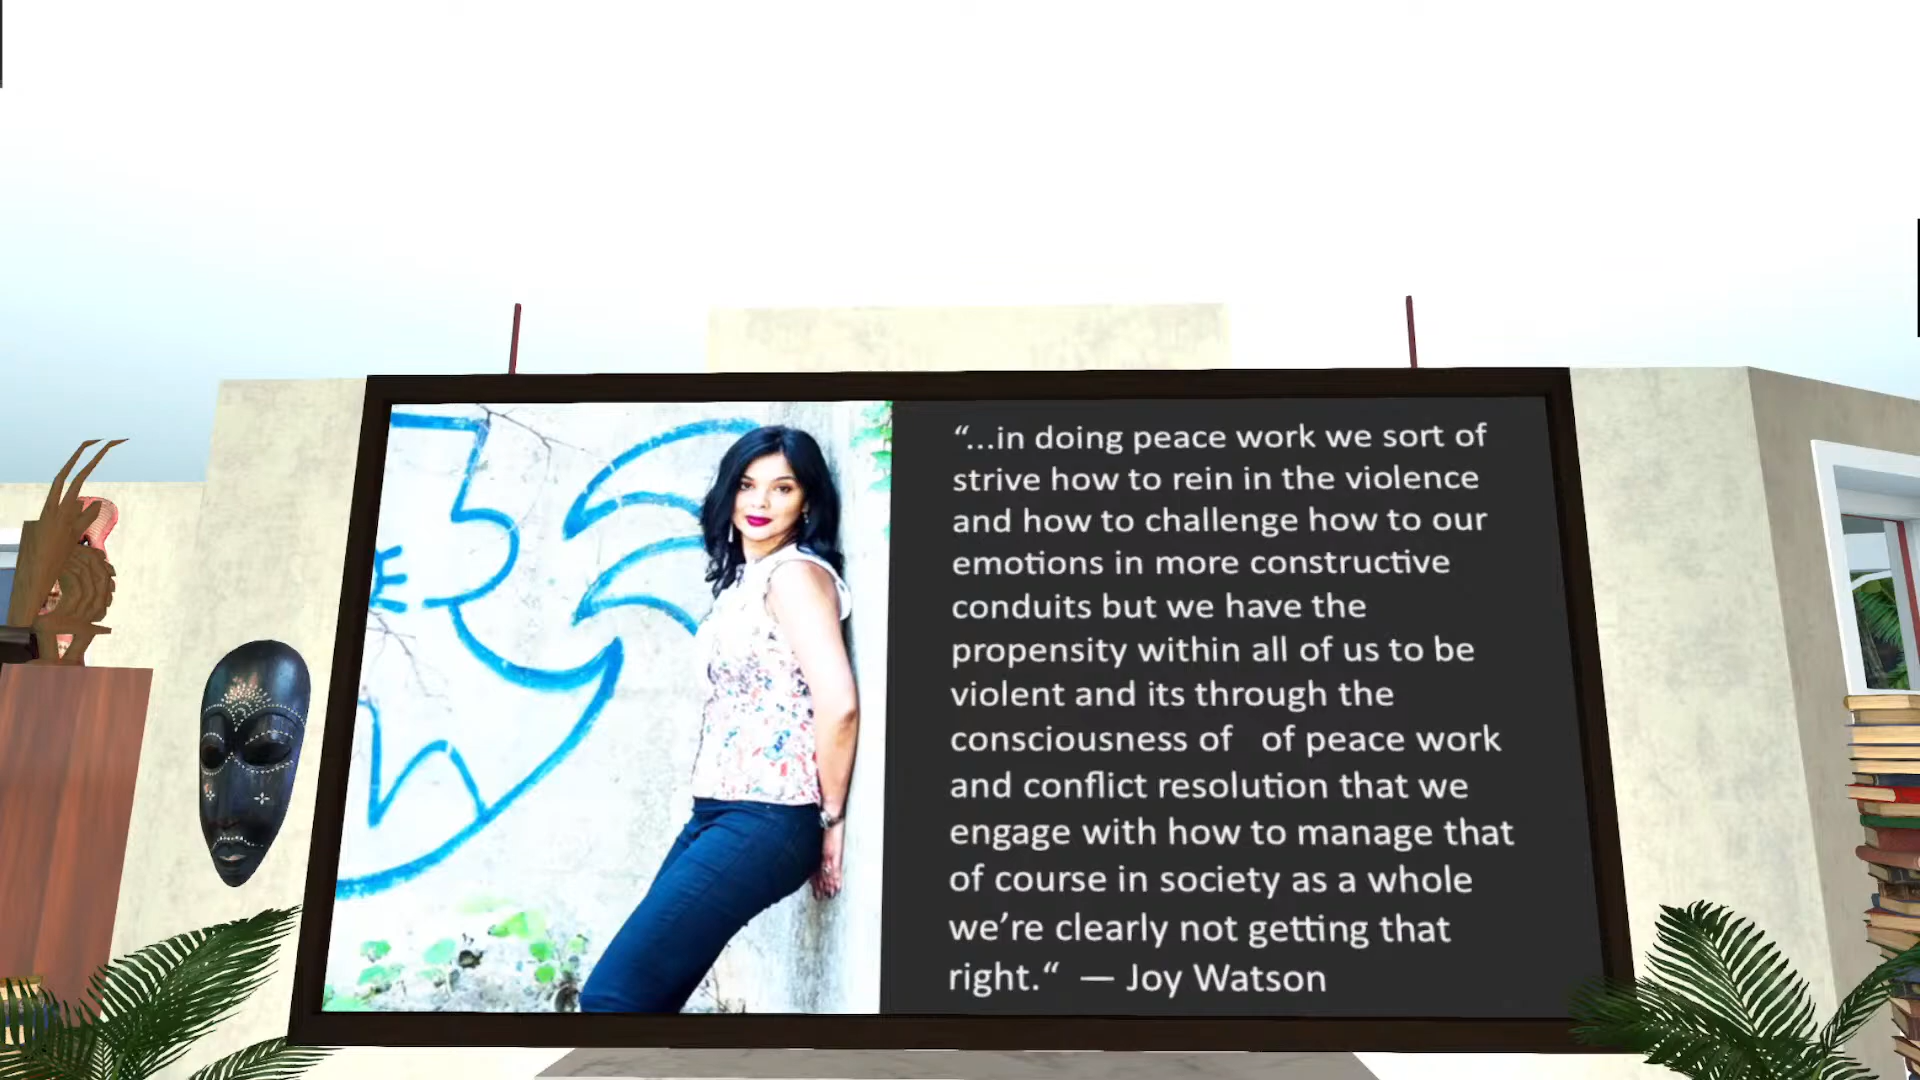 “...in doing peace work we sort of
strive how to rein in the violence
and how to challenge how to our
emotions in more constructive
conduits but we have the
propensity within all of us to be
violent and its through the
consciousness of of peace work
and conflict resolution that we
engage with how to manage that
of course in society as a whole
we’re clearly not getting that
right.“ — Joy Watson